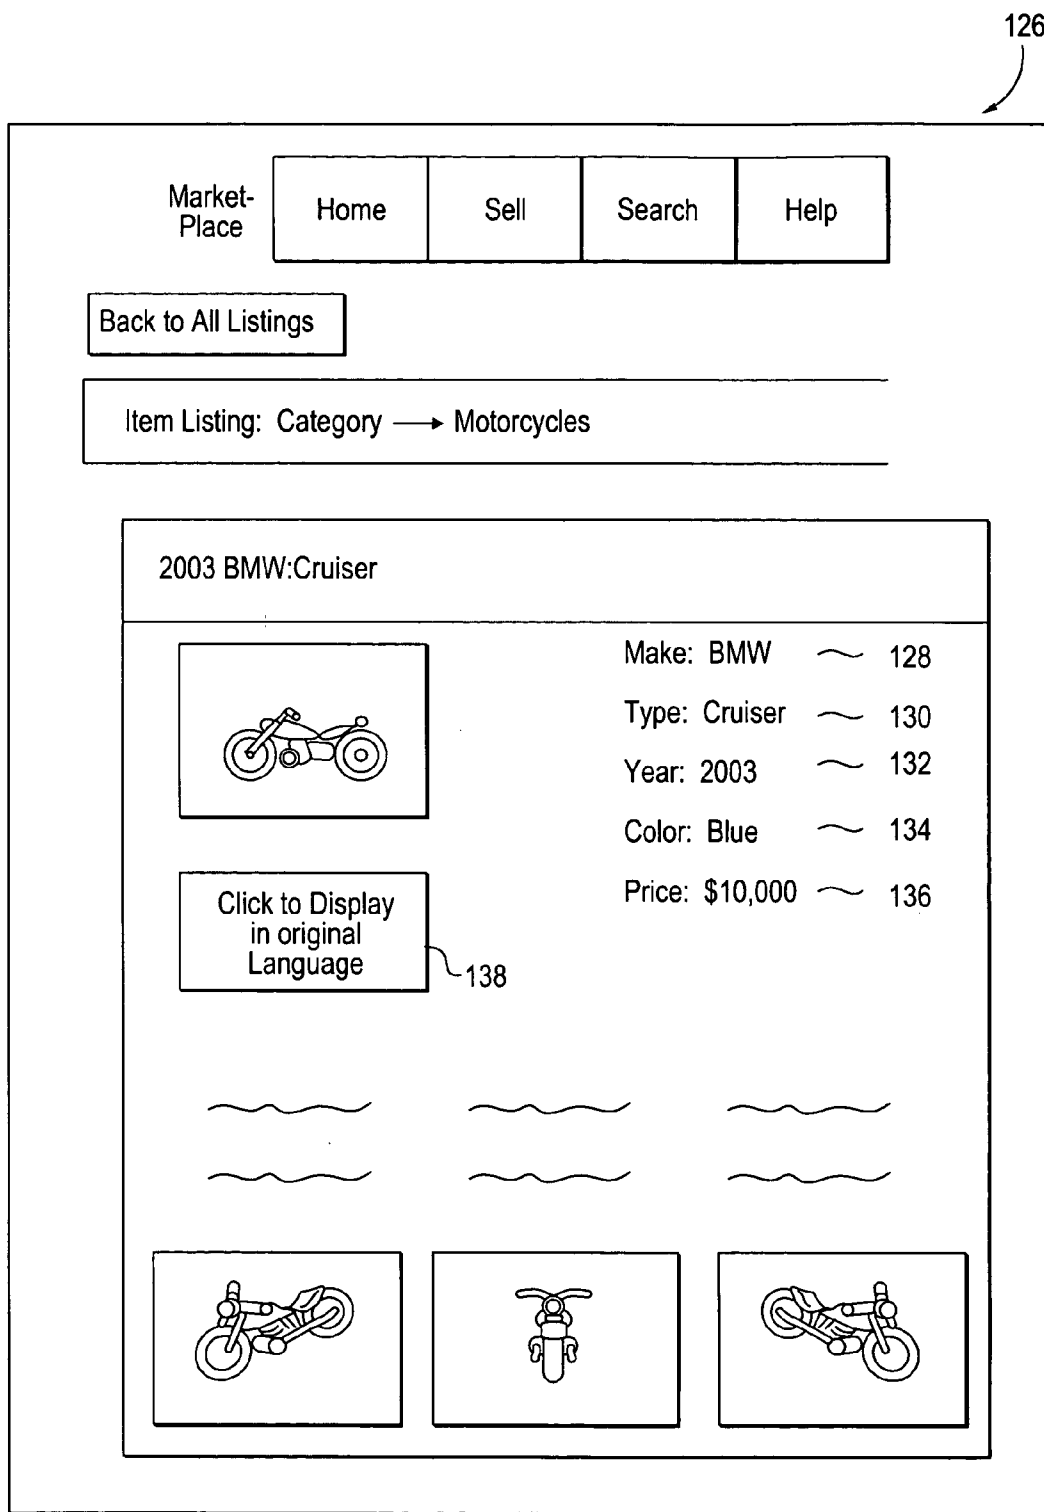 126
Market-
Place
Home Sell Search Help
Back to All Listings
Item Listing: Category → Motorcycles
2003 BMW:Cruiser
Make: BMW 128
Type: Cruiser 130
Year: 2003 132
Color: Blue 134
Price: $10,000 136
Click to Display
in original
Language
138